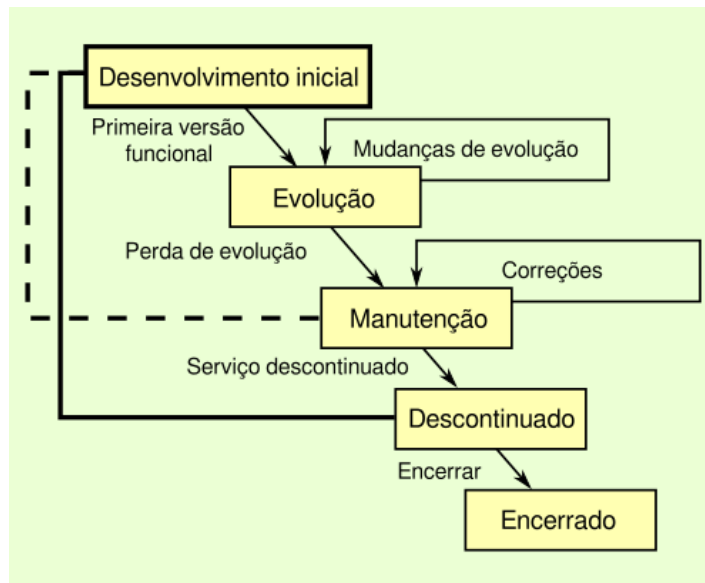 Desenvolvimento inicial
Primeira versão
funcional
Mudanças de evolução
Evolução
Perda de evolução
Correções
Manutenção
Serviço descontinuado
Descontinuado
Encerrar
Encerrado